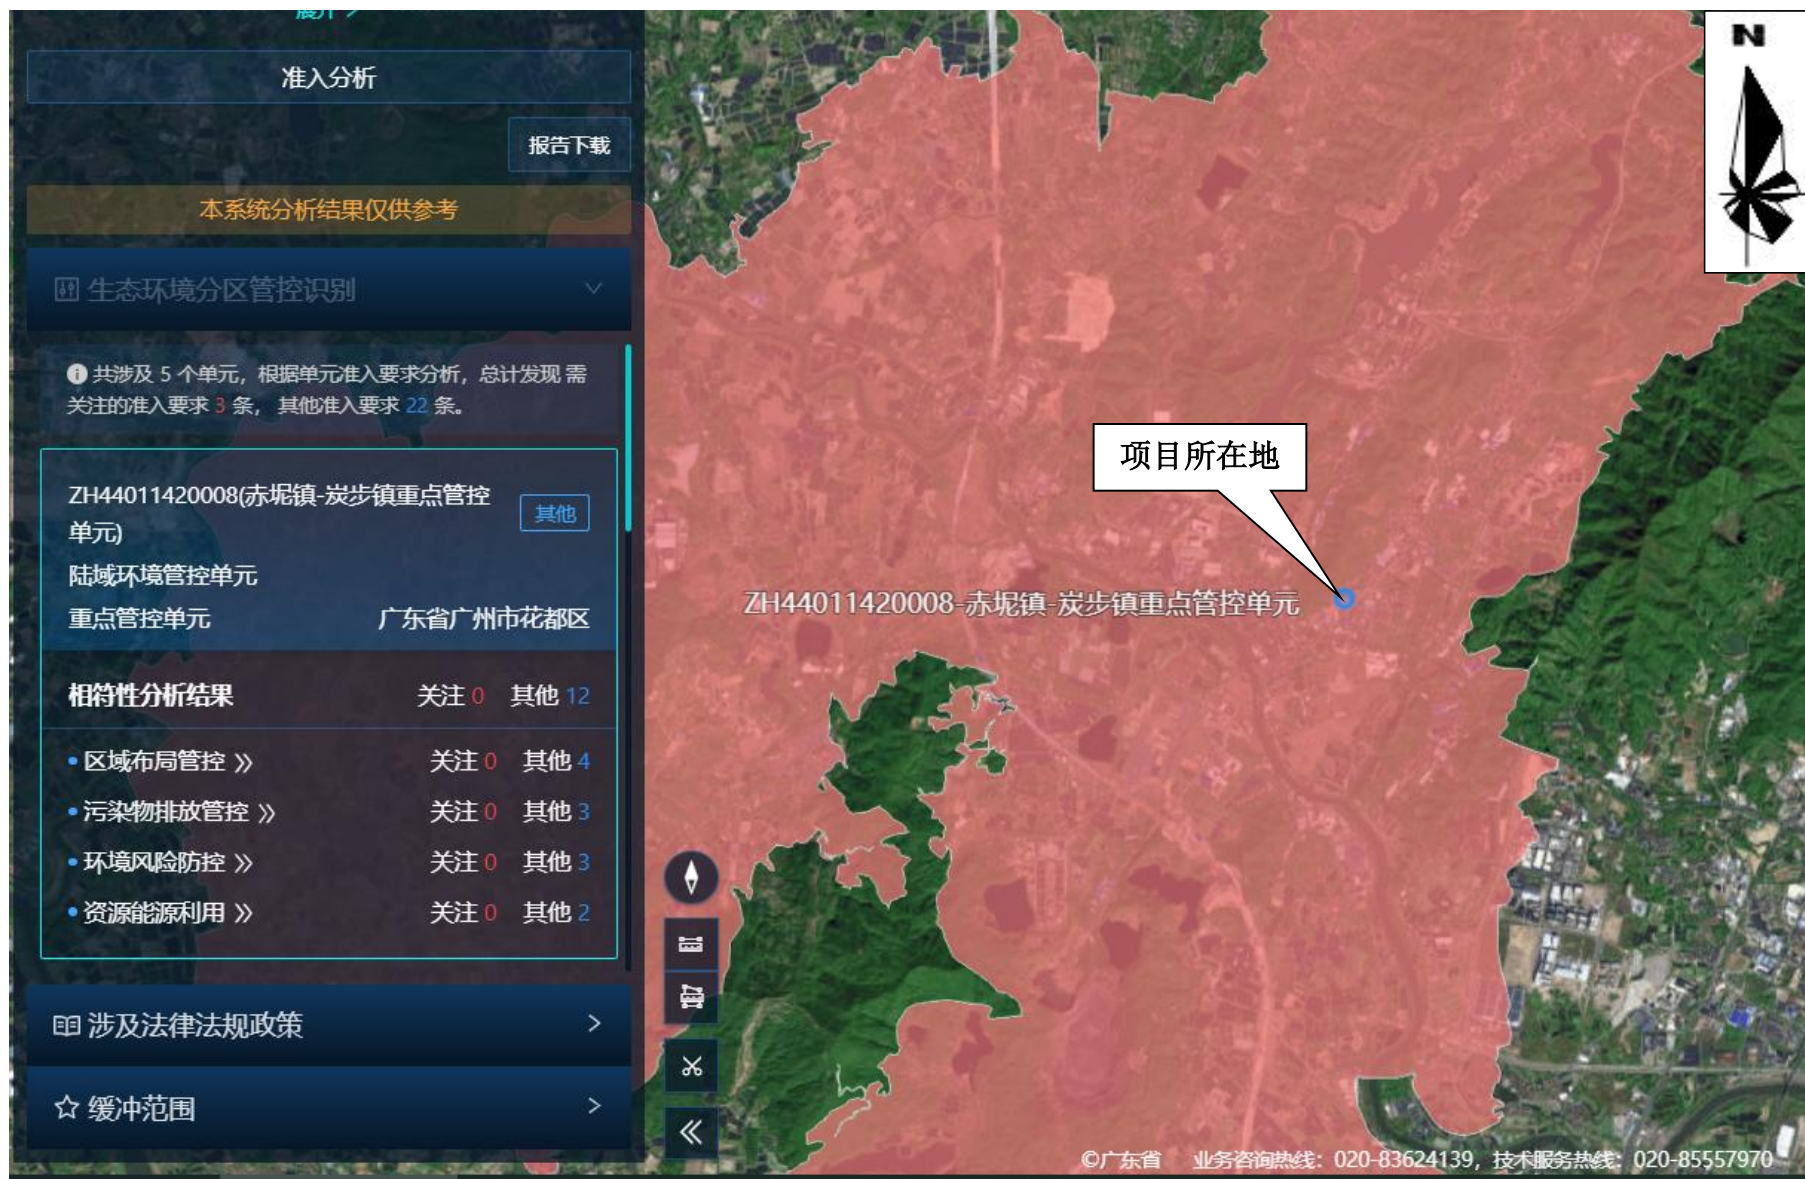 展开 >
准入分析
报告下载
本系统分析结果仅供参考
生态环境分区管控识别
共涉及 5 个单元，根据单元准入要求分析，总计发现 需
关注的准入要求 3 条， 其他准入要求 22 条。
ZH44011420008(赤坭镇-炭步镇重点管控
单元)
其他
陆域环境管控单元
重点管控单元 广东省广州市花都区
相符性分析结果 关注 0 其他 12
区域布局管控 关注 0 其他 4
污染物排放管控 关注 0 其他 3
环境风险防控 关注 0 其他 3
资源能源利用 关注 0 其他 2
涉及法律法规政策
缓冲范围
N
项目所在地
ZH44011420008-赤坭镇-炭步镇重点管控单元
©广东省 业务咨询热线：020-83624139，技术服务热线：020-85557970